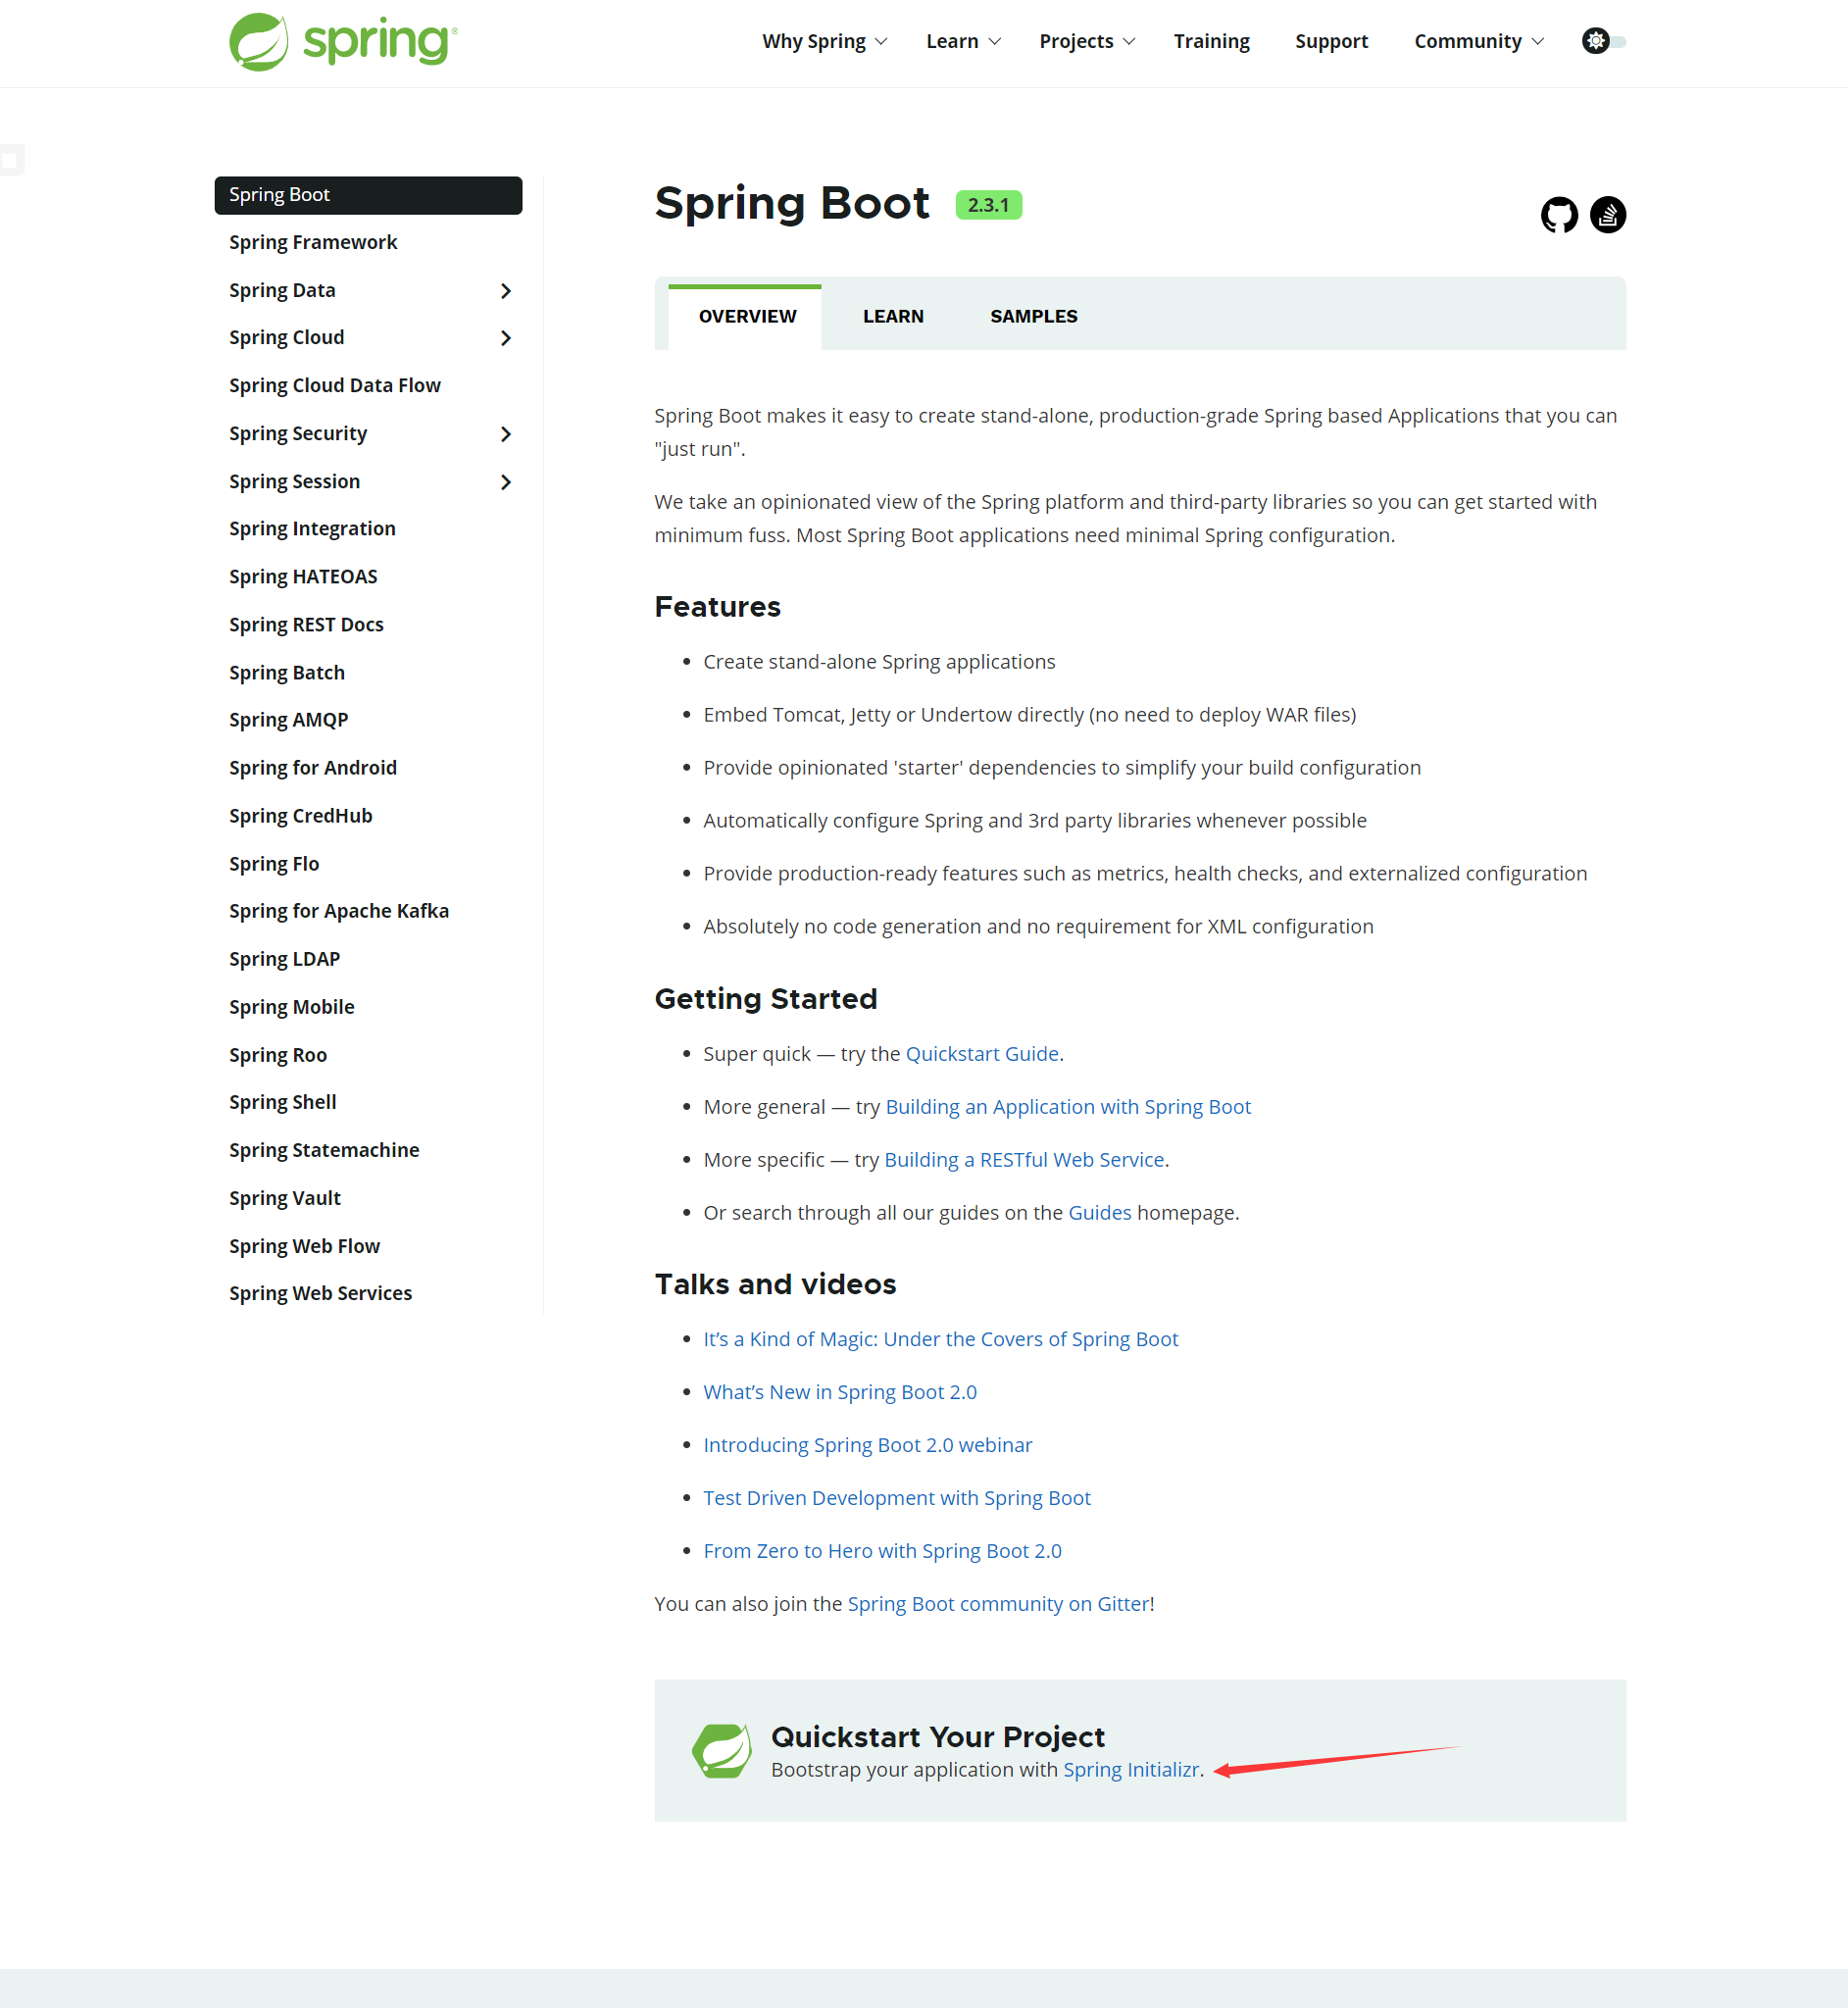 spring
Why Spring
Learn
Projects
Training
Support
Community
Spring Boot
Spring Framework
Spring Data
Spring Cloud
Spring Cloud Data Flow
Spring Security
Spring Session
Spring Integration
Spring HATEOAS
Spring REST Docs
Spring Batch
Spring AMQP
Spring for Android
Spring CredHub
Spring Flo
Spring for Apache Kafka
Spring LDAP
Spring Mobile
Spring Roo
Spring Shell
Spring Statemachine
Spring Vault
Spring Web Flow
Spring Web Services
Spring Boot 2.3.1
OVERVIEW
LEARN
SAMPLES
Spring Boot makes it easy to create stand-alone, production-grade Spring based Applications that you can
"just run".
We take an opinionated view of the Spring platform and third-party libraries so you can get started with
minimum fuss. Most Spring Boot applications need minimal Spring configuration.
Features
• Create stand-alone Spring applications
• Embed Tomcat, Jetty or Undertow directly (no need to deploy WAR files)
• Provide opinionated 'starter' dependencies to simplify your build configuration
• Automatically configure Spring and 3rd party libraries whenever possible
• Provide production-ready features such as metrics, health checks, and externalized configuration
• Absolutely no code generation and no requirement for XML configuration
Getting Started
• Super quick — try the Quickstart Guide.
• More general — try Building an Application with Spring Boot
• More specific — try Building a RESTful Web Service.
• Or search through all our guides on the Guides homepage.
Talks and videos
• It’s a Kind of Magic: Under the Covers of Spring Boot
• What’s New in Spring Boot 2.0
• Introducing Spring Boot 2.0 webinar
• Test Driven Development with Spring Boot
• From Zero to Hero with Spring Boot 2.0
You can also join the Spring Boot community on Gitter!
Quickstart Your Project
Bootstrap your application with Spring Initializr.